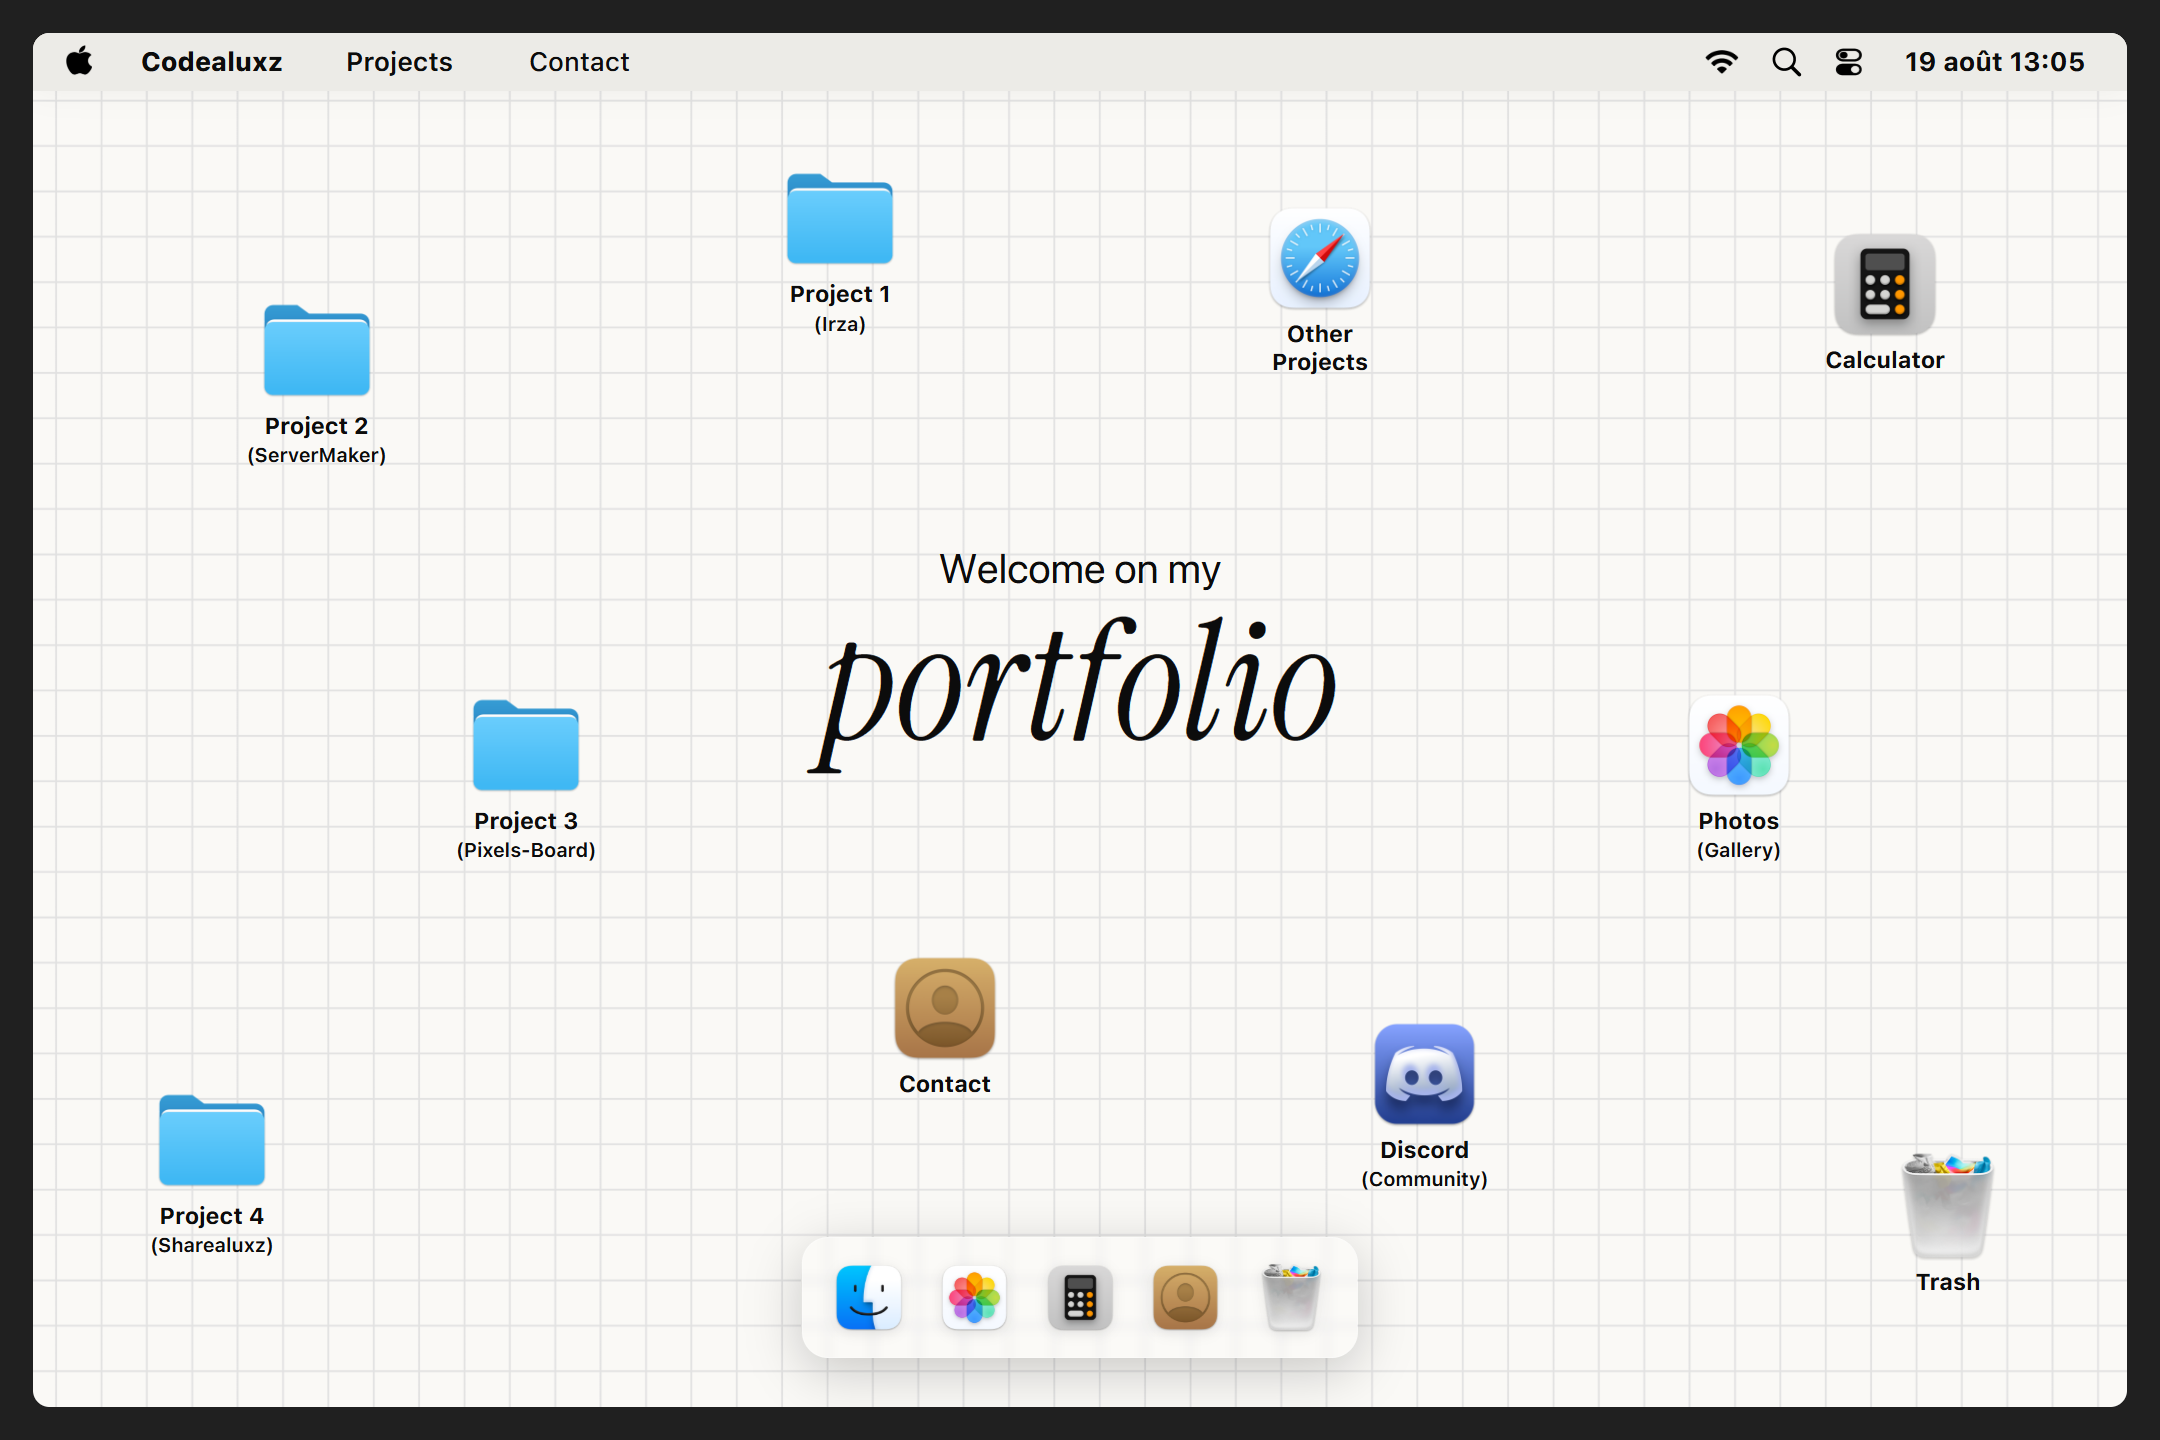 Codealuxz Projects Contact 19 août 13:05
Project 1
(Irza)
Other
Projects
Calculator
Project 2
(ServerMaker)
Welcome on my
portfolio
Project 3
(Pixels-Board)
Photos
(Gallery)
Contact
Discord
(Community)
Project 4
(Sharealuxz)
Trash